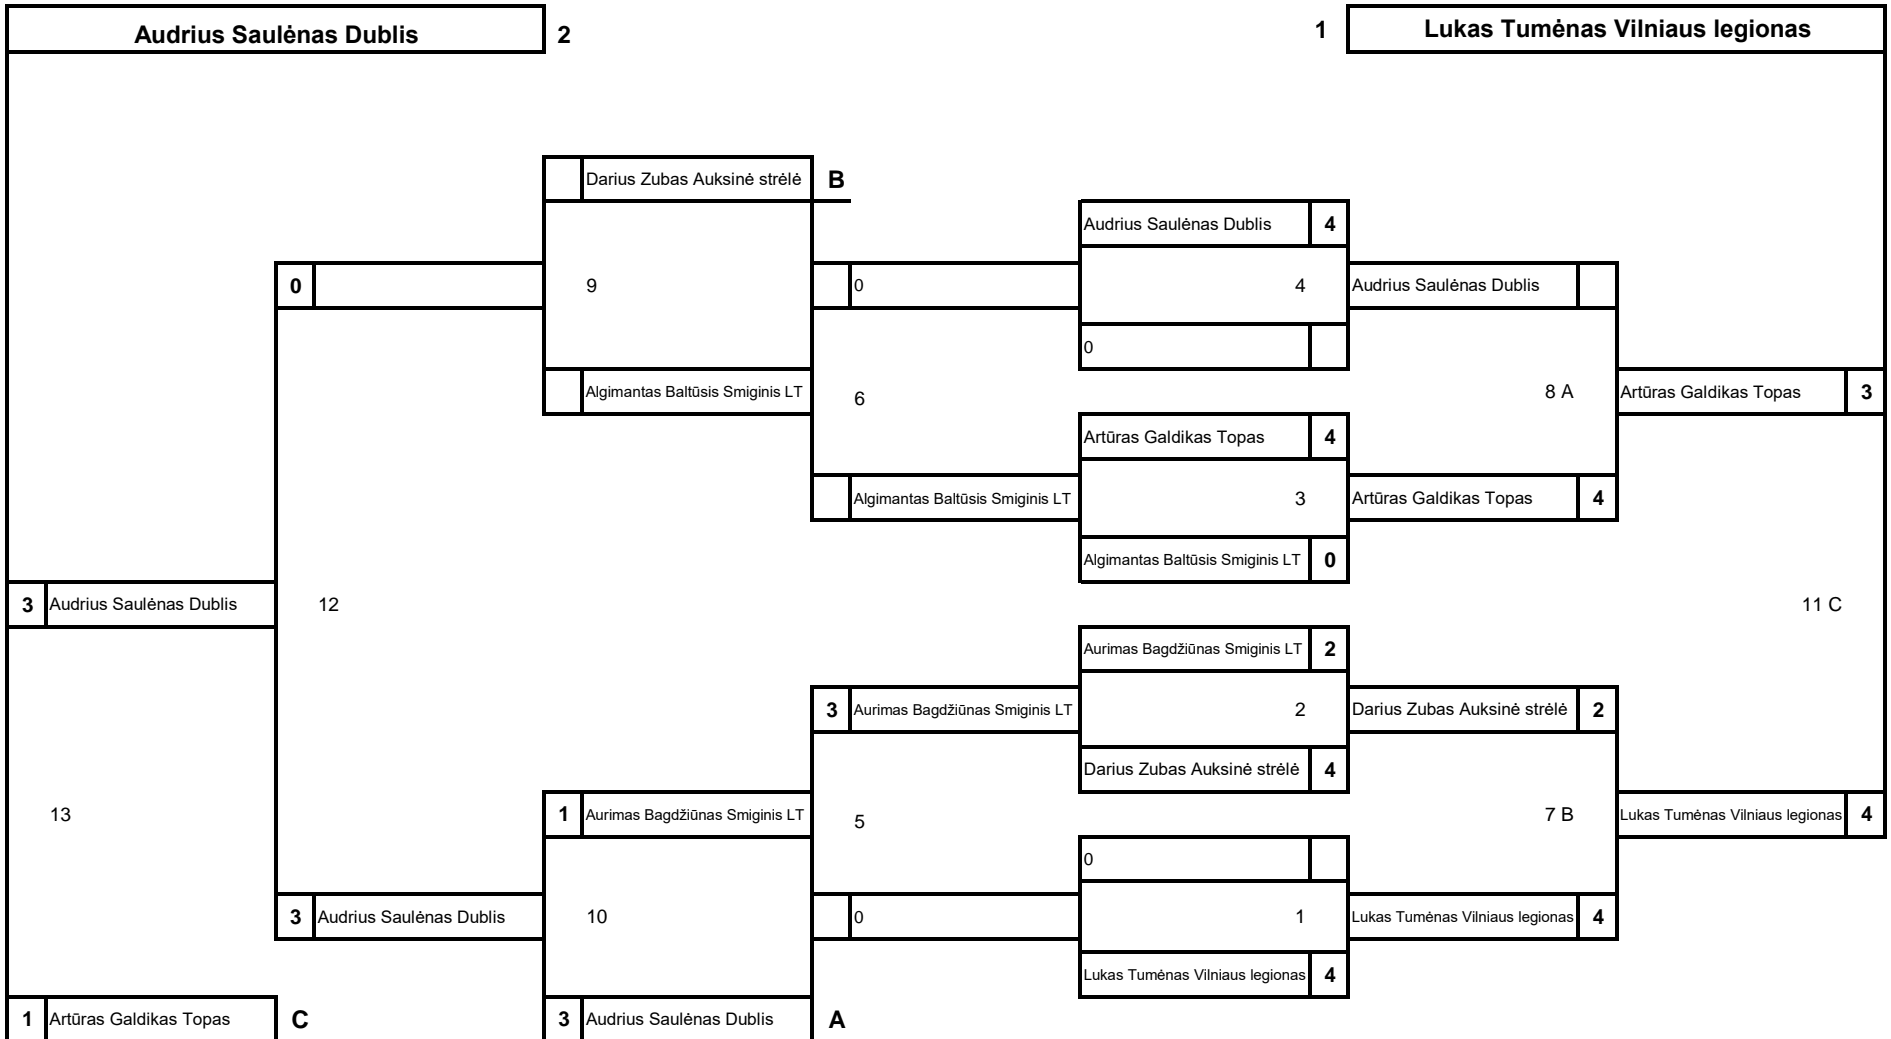 Audrius Saulėnas Dublis 2 1 Lukas Tumėnas Vilniaus legionas
Darius Zubas Auksinė strėlė B
Audrius Saulėnas Dublis 4
0 9 0 4 Audrius Saulėnas Dublis
0
Algimantas Baltūsis Smiginis LT 6 8 A Artūras Galdikas Topas 3
Artūras Galdikas Topas 4
Algimantas Baltūsis Smiginis LT 3 Artūras Galdikas Topas 4
Algimantas Baltūsis Smiginis LT 0
3 Audrius Saulėnas Dublis 12 11 C
Aurimas Bagdžiūnas Smiginis LT 2
3 Aurimas Bagdžiūnas Smiginis LT 2 Darius Zubas Auksinė strėlė 2
Darius Zubas Auksinė strėlė 4
13 1 Aurimas Bagdžiūnas Smiginis LT 5 7 B Lukas Tumėnas Vilniaus legionas 4
0
3 Audrius Saulėnas Dublis 10 0 1 Lukas Tumėnas Vilniaus legionas 4
Lukas Tumėnas Vilniaus legionas 4
1 Artūras Galdikas Topas C 3 Audrius Saulėnas Dublis A